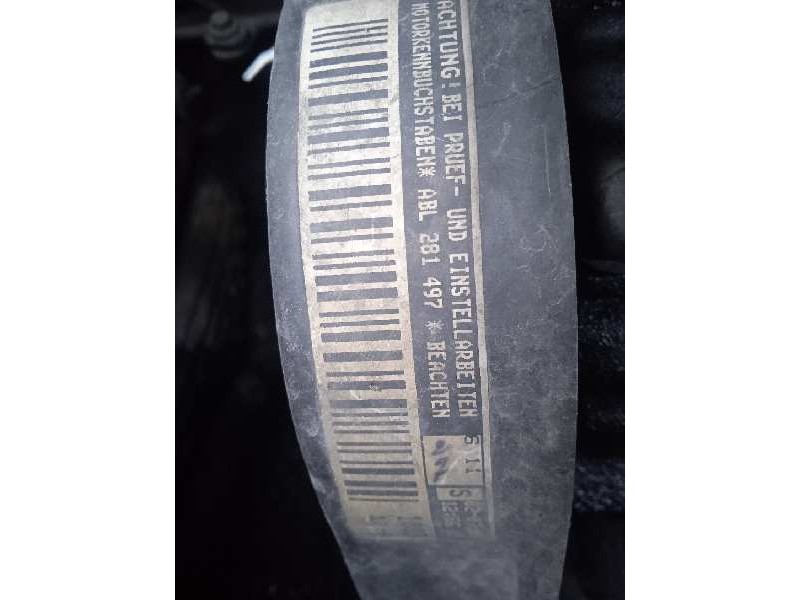 ACHTUNG! BEI PRUEF- UND EINSTELLARBEITEN
MOTORKENNBUCHSTABEN* ABL 281 497 * BEACHTEN
S